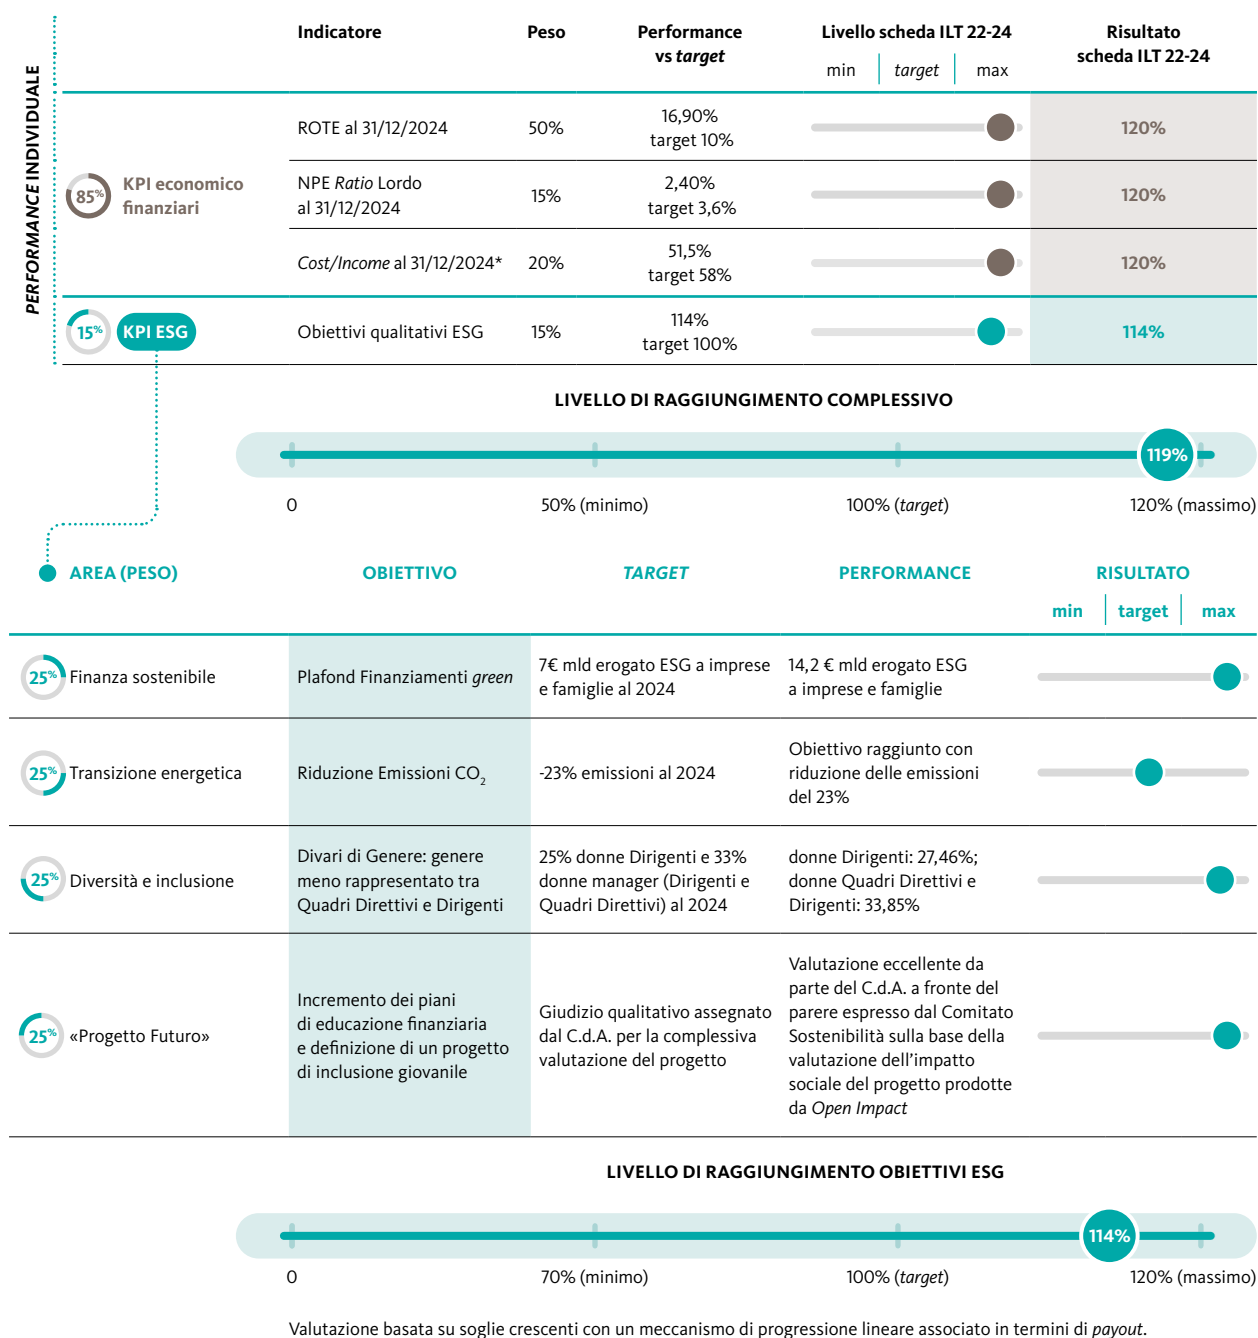 Indicatore
Peso
Performance
vs target
Livello scheda ILT 22-24
min
target
max
Risultato
scheda ILT 22-24
PERFORMANCE INDIVIDUALE
85%
KPI economico
finanziari
ROTE al 31/12/2024
50%
16,90%
target 10%
120%
NPE Ratio Lordo
al 31/12/2024
15%
2,40%
target 3,6%
120%
Cost/Income al 31/12/2024*
20%
51,5%
target 58%
120%
15%
KPI ESG
Obiettivi qualitativi ESG
15%
114%
target 100%
114%
LIVELLO DI RAGGIUNGIMENTO COMPLESSIVO
119%
0
50% (minimo)
100% (target)
120% (massimo)
AREA (PESO)
OBIETTIVO
TARGET
PERFORMANCE
RISULTATO
min
target
max
25%
Finanza sostenibile
Plafond Finanziamenti green
7€ mld erogato ESG a imprese
e famiglie al 2024
14,2 € mld erogato ESG
a imprese e famiglie
25%
Transizione energetica
Riduzione Emissioni CO2
-23% emissioni al 2024
Obiettivo raggiunto con
riduzione delle emissioni
del 23%
25%
Diversità e inclusione
Divari di Genere: genere
meno rappresentato tra
Quadri Direttivi e Dirigenti
25% donne Dirigenti e 33%
donne manager (Dirigenti e
Quadri Direttivi) al 2024
donne Dirigenti: 27,46%;
donne Quadri Direttivi e
Dirigenti: 33,85%
25%
«Progetto Futuro»
Incremento dei piani
di educazione finanziaria
e definizione di un progetto
di inclusione giovanile
Giudizio qualitativo assegnato
dal C.d.A. per la complessiva
valutazione del progetto
Valutazione eccellente da
parte del C.d.A. a fronte del
parere espresso dal Comitato
Sostenibilità sulla base della
valutazione dell'impatto
sociale del progetto prodotte
da Open Impact
LIVELLO DI RAGGIUNGIMENTO OBIETTIVI ESG
114%
0
70% (minimo)
100% (target)
120% (massimo)
Valutazione basata su soglie crescenti con un meccanismo di progressione lineare associato in termini di payout.